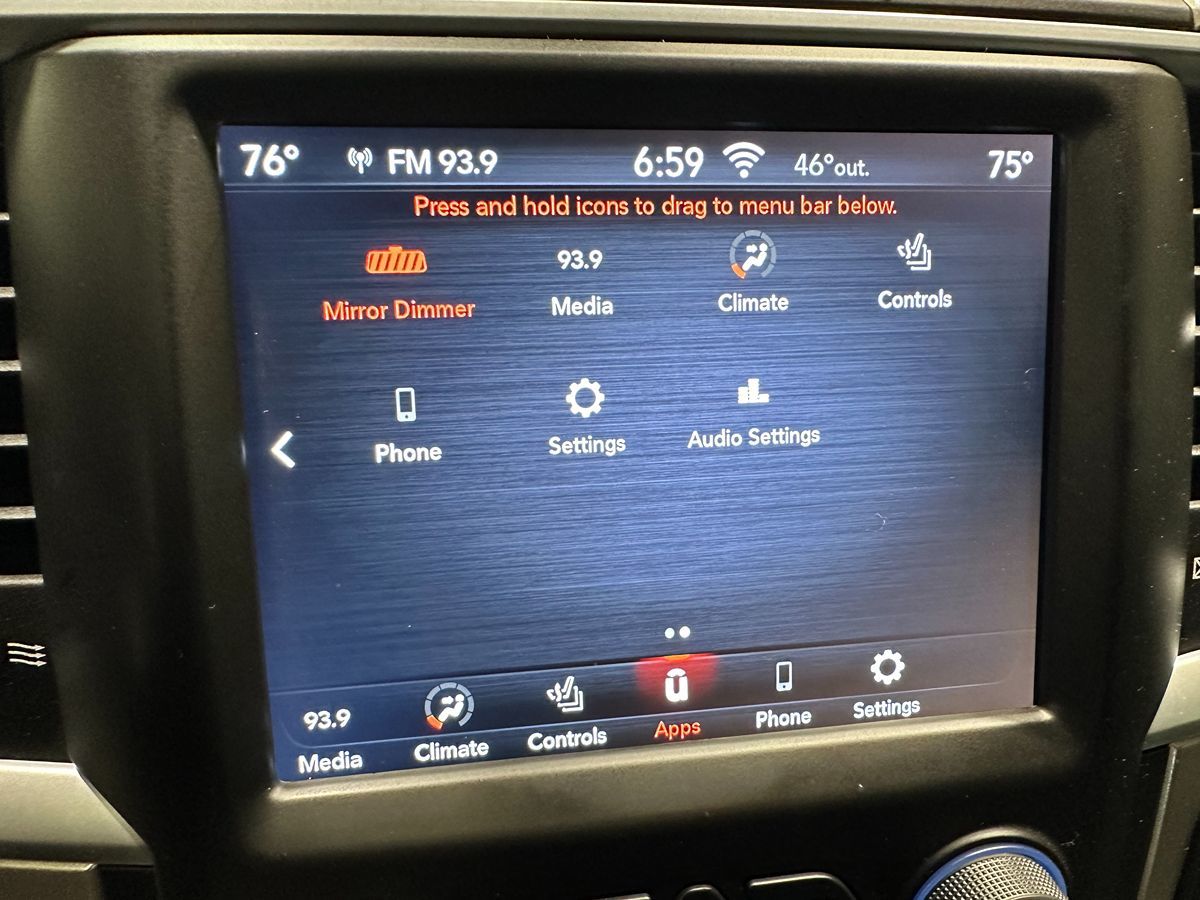 76° FM 93.9 6:59 46°out. 75°
Press and hold icons to drag to menu bar below.
93.9
Mirror Dimmer Media Climate Controls
Phone Settings Audio Settings
93.9 ū
Media Climate Controls Apps Phone Settings